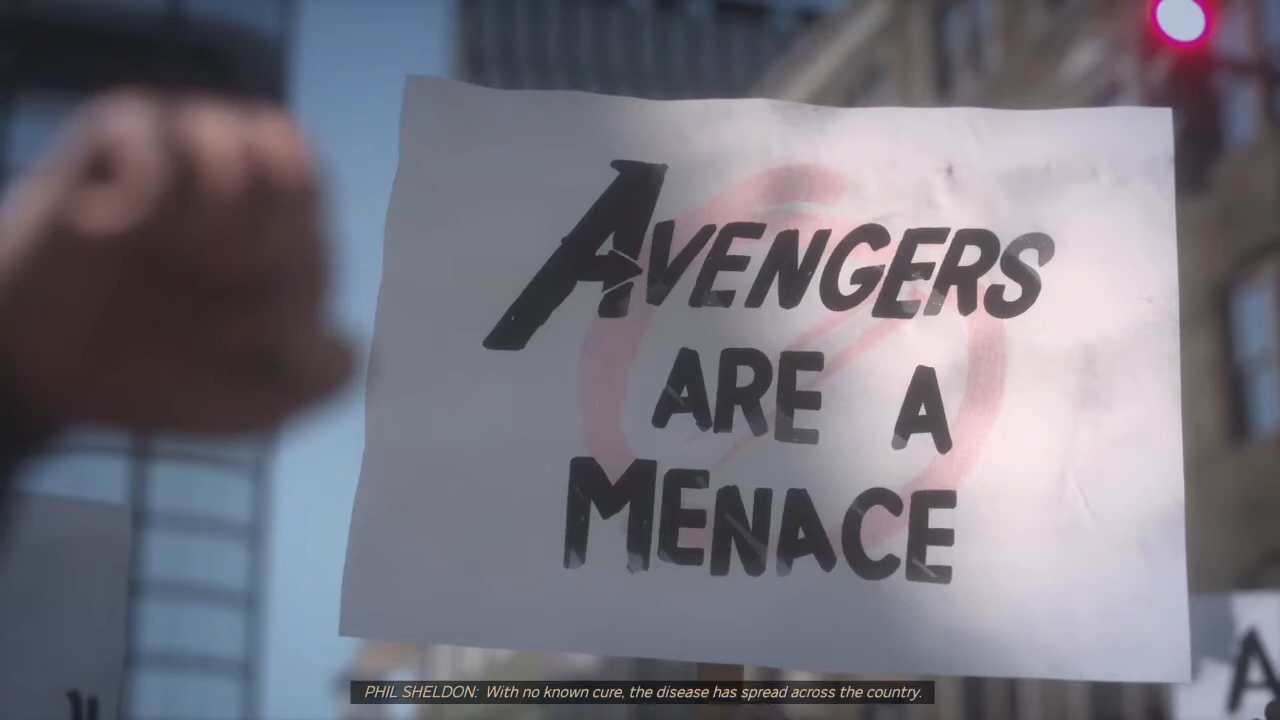 AVENGERS
ARE A
MENACE
A
PHIL SHELDON: With no known cure, the disease has spread across the country.